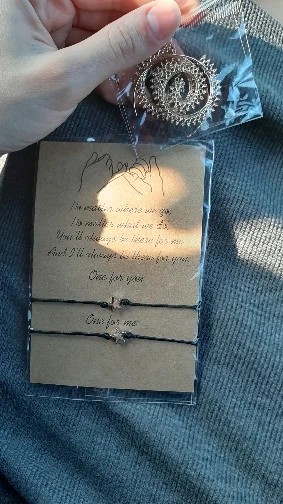 No matter where we go,
No matter what we do,
You'll always be there for me
And I'll always be there for you.
One for you
One for me